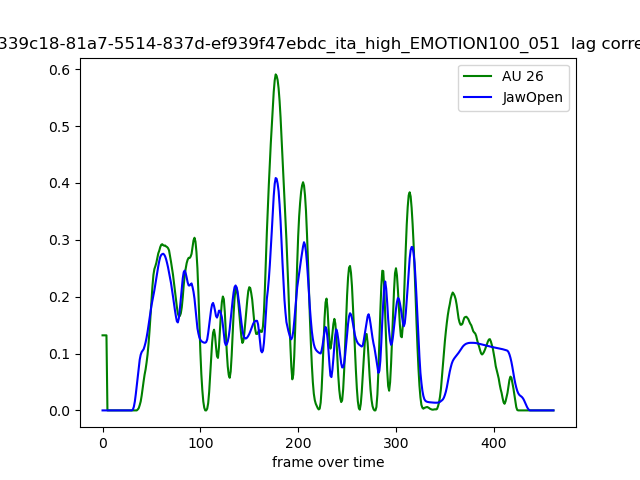 339c18-81a7-5514-837d-ef939f47ebdc_ita_high_EMOTION100_051 lag corre
AU 26
JawOpen
0.6
0.5
0.4
0.3
0.2
0.1
0.0
0 100 200 300 400
frame over time